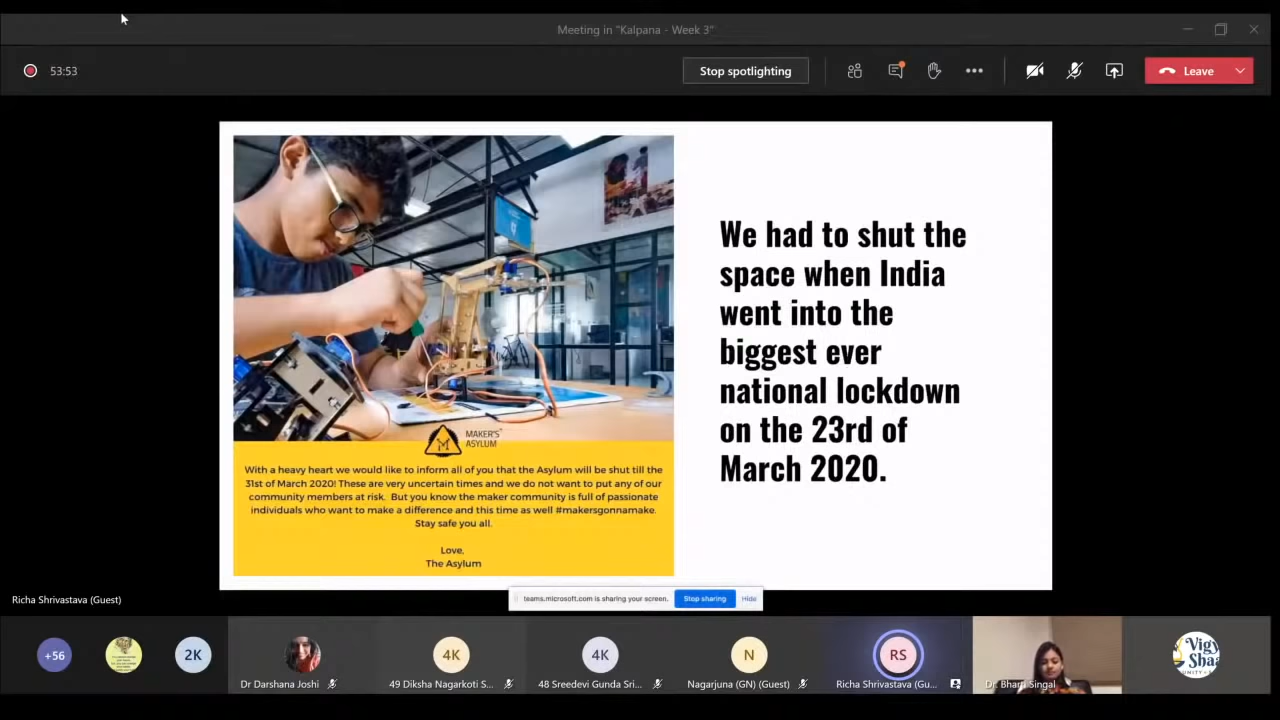 Meeting in "Kalpana - Week 3"
53:53
Stop spotlighting
Leave
We had to shut the
space when India
went into the
biggest ever
national lockdown
on the 23rd of
March 2020.
MAKER'S
ASYLUM
With a heavy heart we would like to inform all of you that the Asylum will be shut till the
31st of March 2020! These are very uncertain times and we do not want to put any of our
community members at risk. But you know the maker community is full of passionate
individuals who want to make a difference and this time as well #makersgonnamake.
Stay safe you all.
Love,
The Asylum
teams.microsoft.com is sharing your screen.
Stop sharing
Hide
Richa Shrivastava (Guest)
+56
2K
4K
4K
N
RS
Vigy
Shaa
Dr Darshana Joshi
49 Diksha Nagarkoti S...
48 Sreedevi Gunda Sri...
Nagarjuna (GN) (Guest)
Richa Shrivastava (Gu...
Dr. Bharti Singal